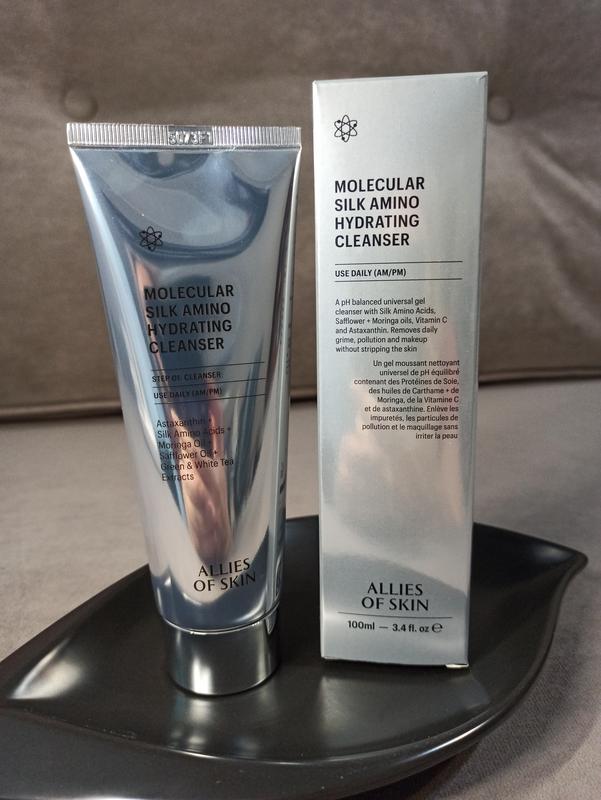 MOLECULAR
SILK AMINO
HYDRATING
CLEANSER
STEP 01: CLEANSER:
USE DAILY (AM/PM)
Astaxanthin +
Silk Amino Acids +
Moringa Oil +
Safflower Oil +
Green & White Tea
Extracts
ALLIES
OF SKIN
MOLECULAR
SILK AMINO
HYDRATING
CLEANSER
USE DAILY (AM/PM)
A pH balanced universal gel
cleanser with Silk Amino Acids,
Safflower + Moringa oils, Vitamin C
and Astaxanthin. Removes daily
grime, pollution and makeup
without stripping the skin
Un gel moussant nettoyant
universel de pH équilibré
contenant des Protéines de Soie,
des huiles de Carthame + de
Moringa, de la Vitamine C
et de astaxanthine. Enlève les
impuretés, les particules de
pollution et le maquillage sans
irriter la peau
ALLIES
OF SKIN
100ml — 3.4 fl. oz ℮